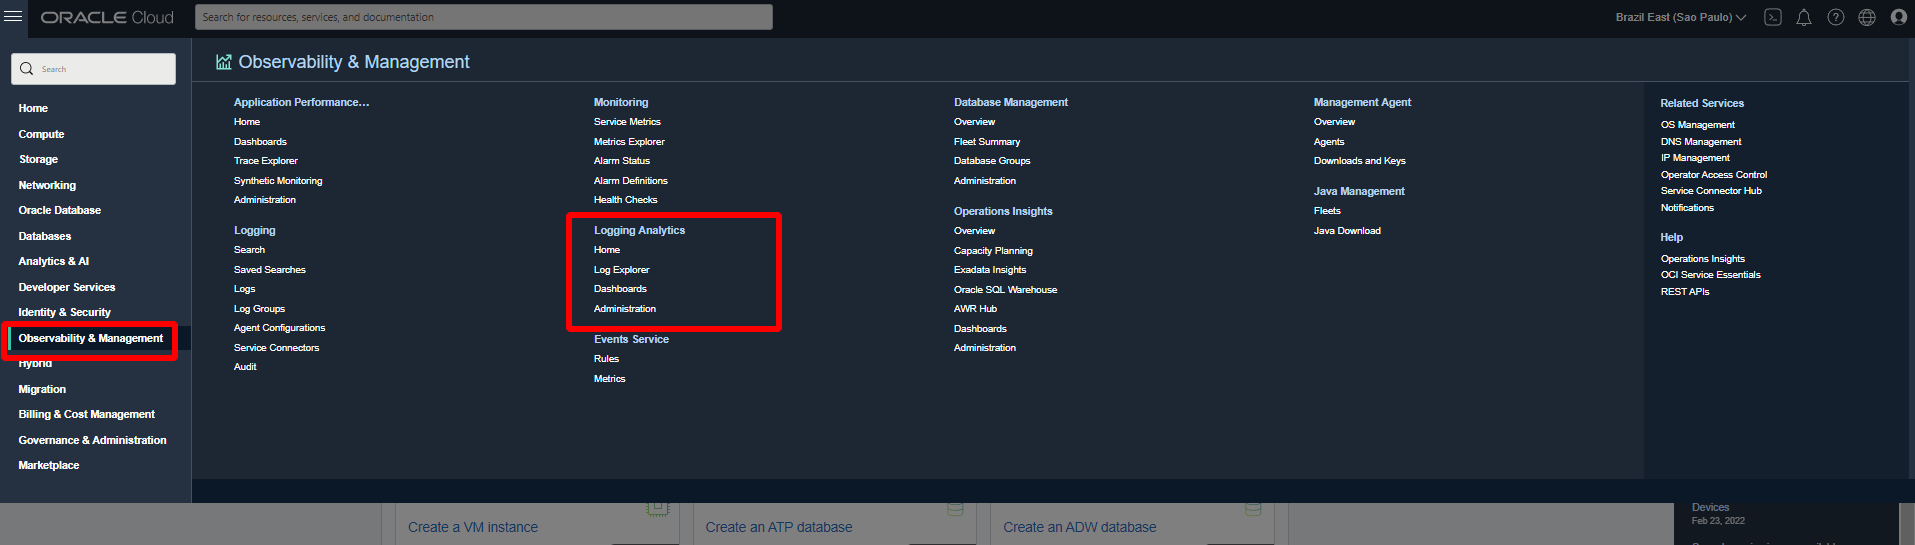 ORACLE Cloud
Search for resources, services, and documentation
Brazil East (Sao Paulo)
Search
Home
Compute
Storage
Networking
Oracle Database
Databases
Analytics & AI
Developer Services
Identity & Security
Observability & Management
Hybrid
Migration
Billing & Cost Management
Governance & Administration
Marketplace
Observability & Management
Application Performance...
Home
Dashboards
Trace Explorer
Synthetic Monitoring
Administration
Logging
Search
Saved Searches
Logs
Log Groups
Agent Configurations
Service Connectors
Audit
Monitoring
Service Metrics
Metrics Explorer
Alarm Status
Alarm Definitions
Health Checks
Logging Analytics
Home
Log Explorer
Dashboards
Administration
Events Service
Rules
Metrics
Database Management
Overview
Fleet Summary
Database Groups
Administration
Operations Insights
Overview
Capacity Planning
Exadata Insights
Oracle SQL Warehouse
AWR Hub
Dashboards
Administration
Management Agent
Overview
Agents
Downloads and Keys
Java Management
Fleets
Java Download
Related Services
OS Management
DNS Management
IP Management
Operator Access Control
Service Connector Hub
Notifications
Help
Operations Insights
OCI Service Essentials
REST APIs
Create a VM instance
Create an ATP database
Create an ADW database
Devices
Feb 23, 2022